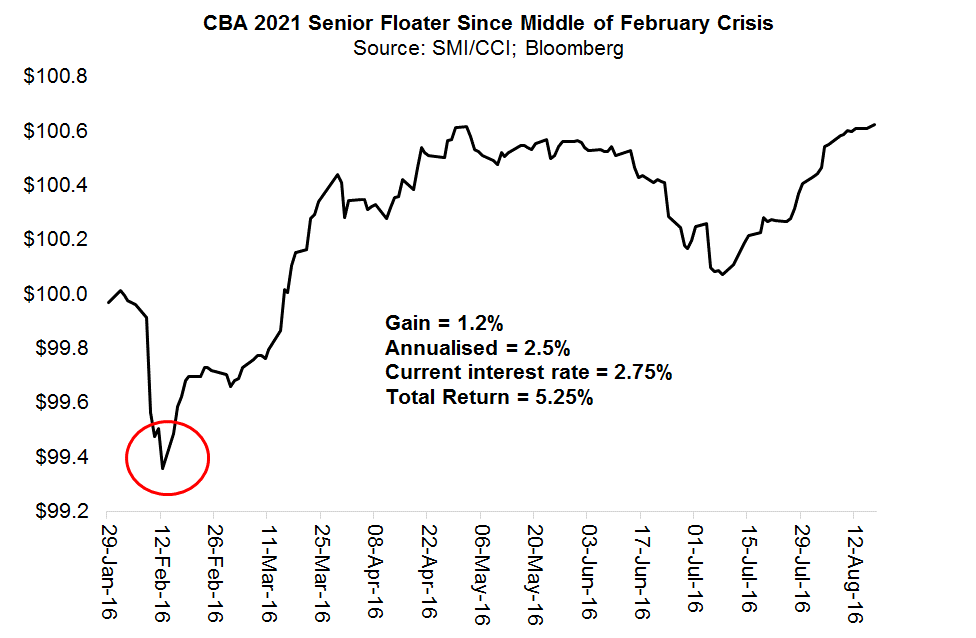 CBA 2021 Senior Floater Since Middle of February Crisis
Source: SMI/CCI; Bloomberg
$100.8
$100.6
$100.4
$100.2
$100.0
$99.8
$99.6
$99.4
$99.2
Gain = 1.2%
Annualised = 2.5%
Current interest rate = 2.75%
Total Return = 5.25%
29-Jan-16
12-Feb-16
26-Feb-16
11-Mar-16
25-Mar-16
08-Apr-16
22-Apr-16
06-May-16
20-May-16
03-Jun-16
17-Jun-16
01-Jul-16
15-Jul-16
29-Jul-16
12-Aug-16